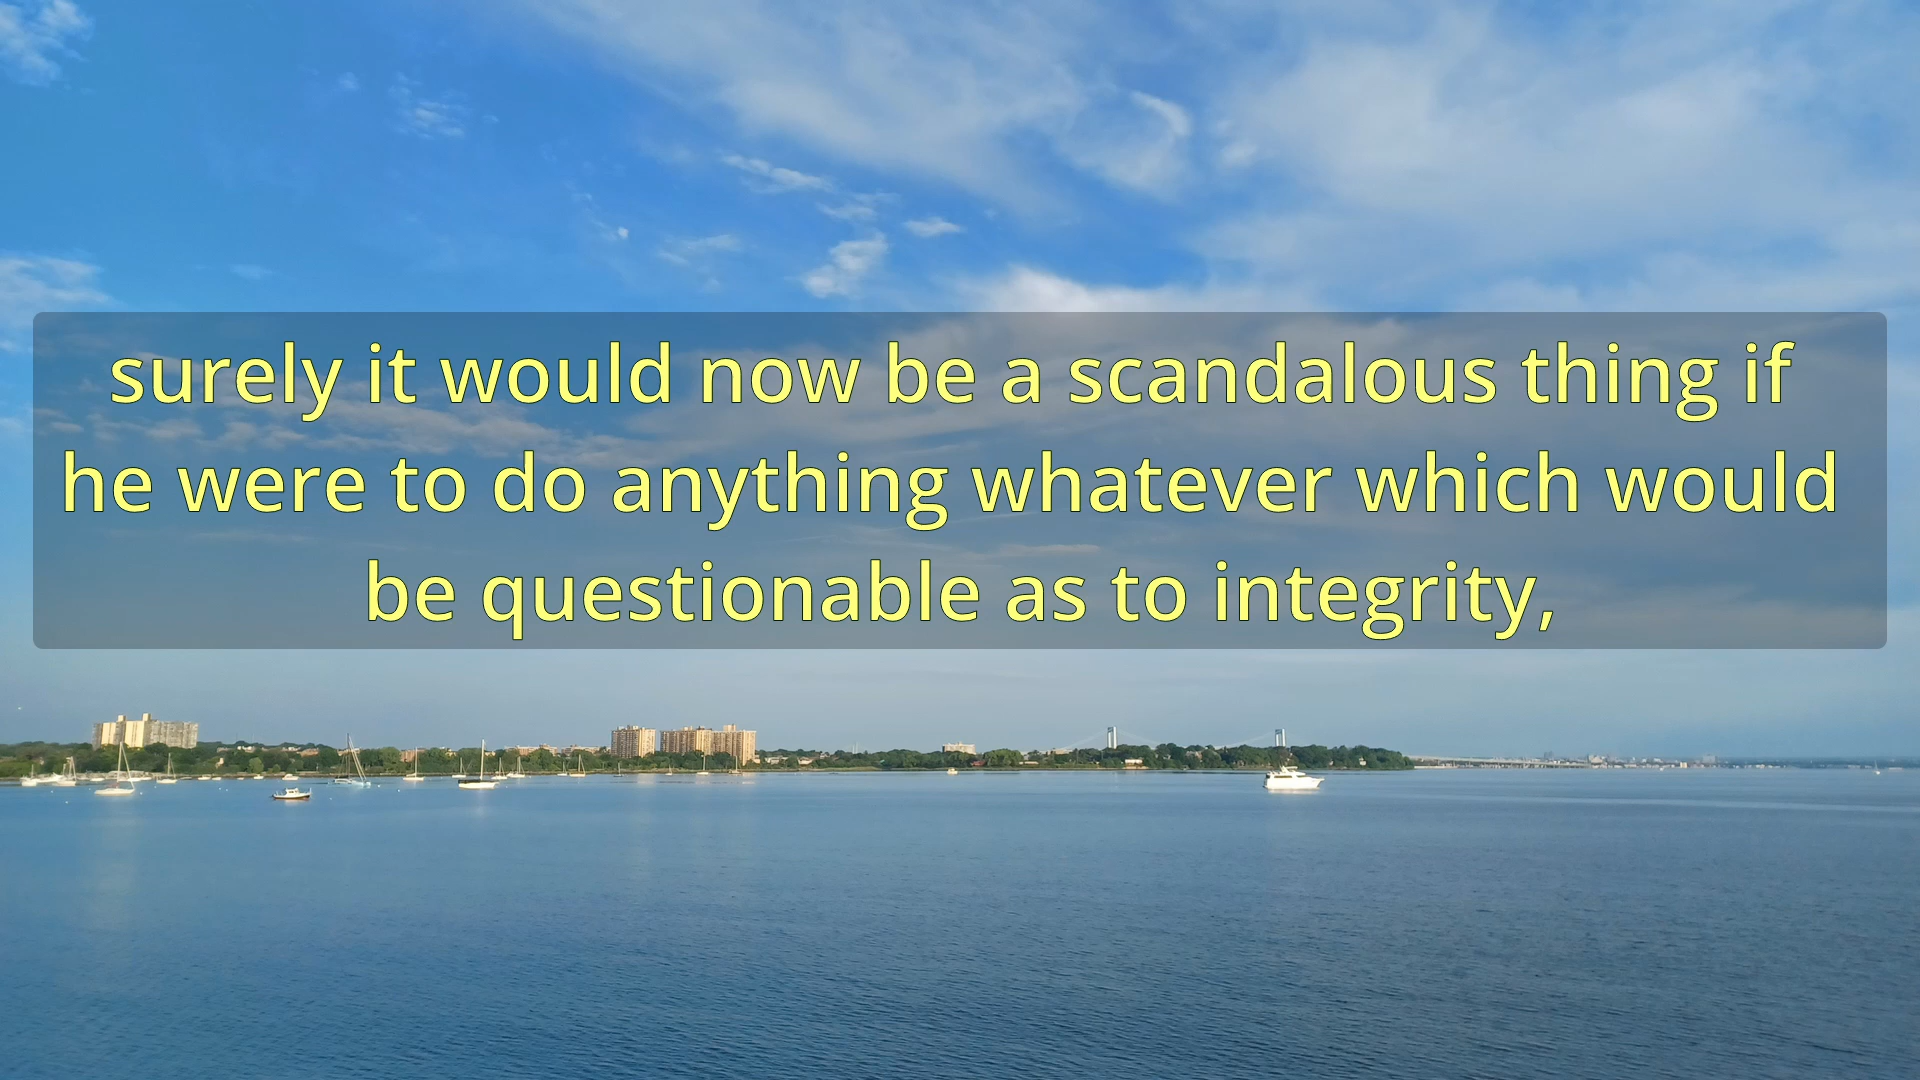 surely it would now be a scandalous thing if
he were to do anything whatever which would
be questionable as to integrity,